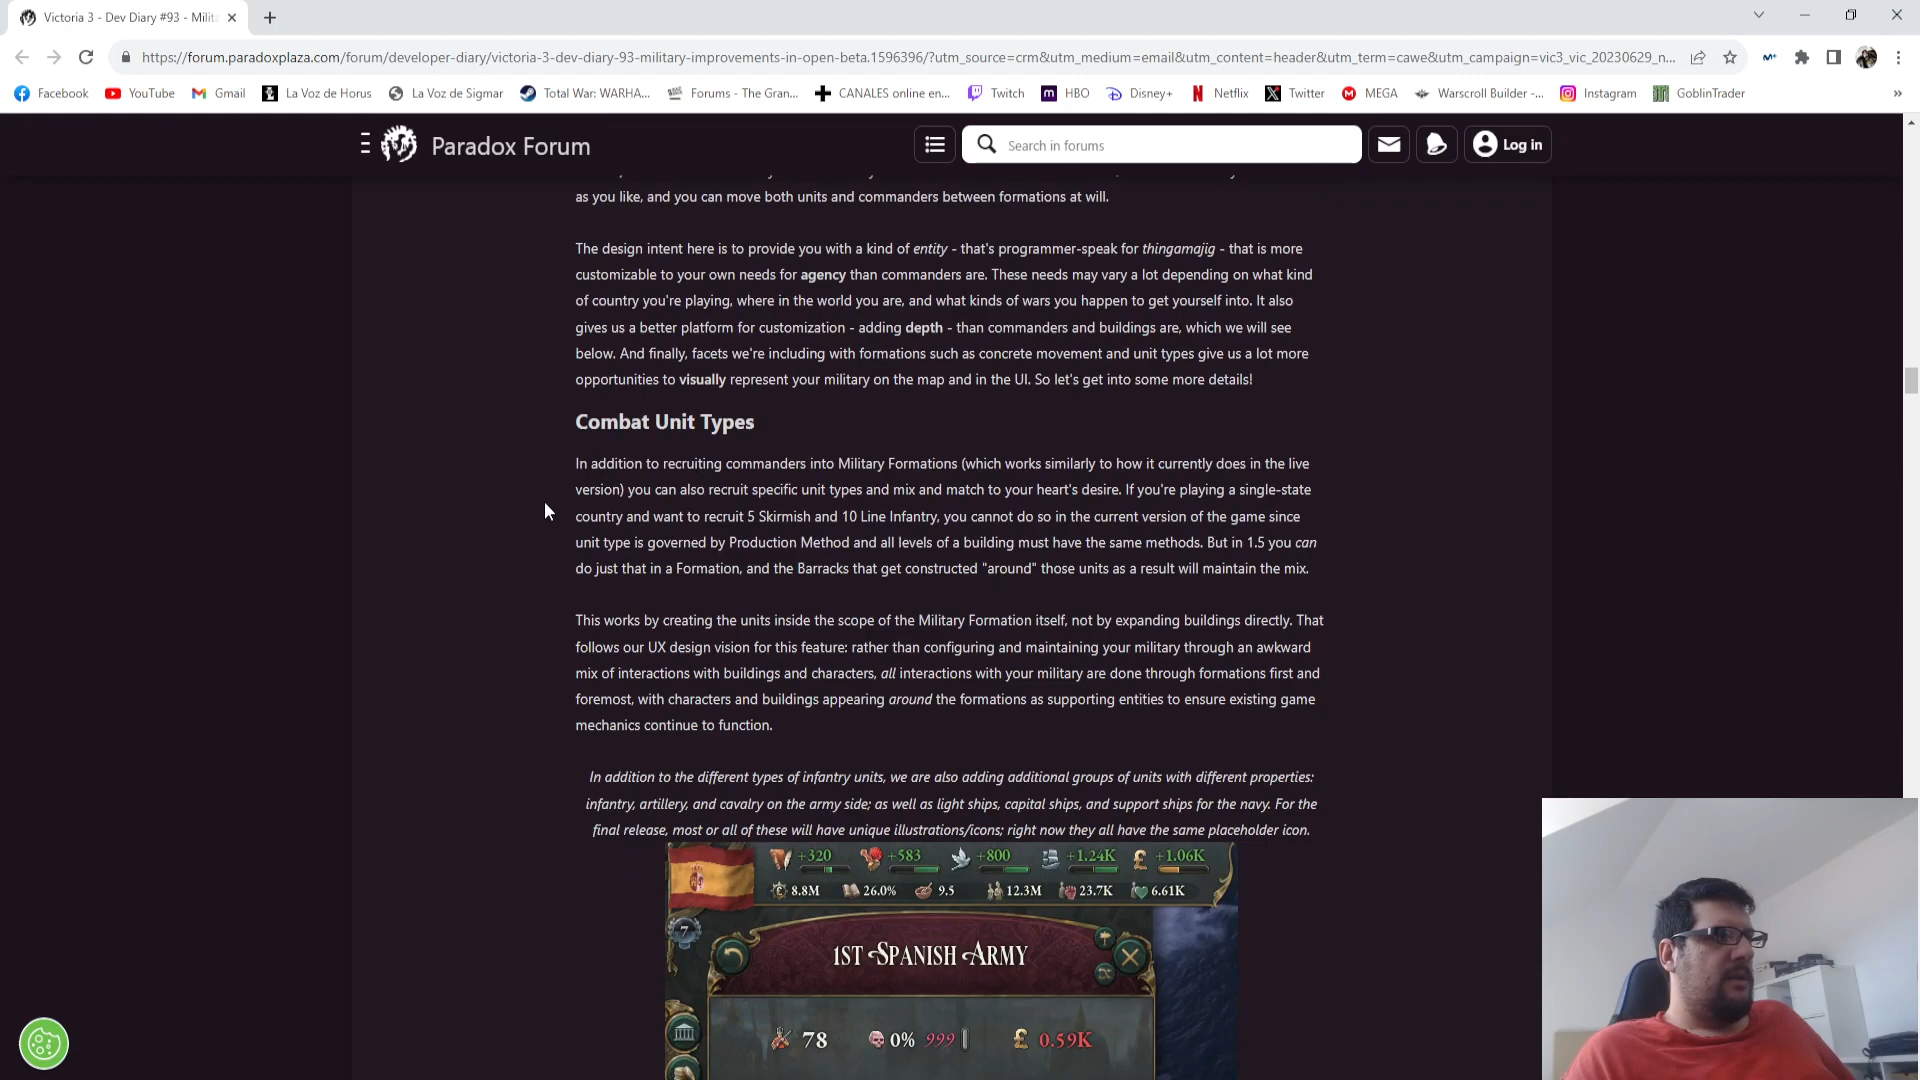 Victoria 3 - Dev Diary #93 - Milit
https://forum.paradoxplaza.com/forum/developer-diary/victoria-3-dev-diary-93-military-improvements-in-open-beta.1596396/?utm_source=crm&utm_medium=email&utm_content=header&utm_term=cawe&utm_campaign=vic3_vic_20230629_n...
Facebook YouTube Gmail La Voz de Horus La Voz de Sigmar Total War: WARHA... Forums - The Gran... CANALES online en... Twitch HBO Disney+ Netflix Twitter MEGA Warscroll Builder -... Instagram GoblinTrader
Paradox Forum Search in forums Log in
as you like, and you can move both units and commanders between formations at will.
The design intent here is to provide you with a kind of entity - that's programmer-speak for thingamajig - that is more
customizable to your own needs for agency than commanders are. These needs may vary a lot depending on what kind
of country you're playing, where in the world you are, and what kinds of wars you happen to get yourself into. It also
gives us a better platform for customization - adding depth - than commanders and buildings are, which we will see
below. And finally, facets we're including with formations such as concrete movement and unit types give us a lot more
opportunities to visually represent your military on the map and in the UI. So let's get into some more details!
Combat Unit Types
In addition to recruiting commanders into Military Formations (which works similarly to how it currently does in the live
version) you can also recruit specific unit types and mix and match to your heart's desire. If you're playing a single-state
country and want to recruit 5 Skirmish and 10 Line Infantry, you cannot do so in the current version of the game since
unit type is governed by Production Method and all levels of a building must have the same methods. But in 1.5 you can
do just that in a Formation, and the Barracks that get constructed "around" those units as a result will maintain the mix.
This works by creating the units inside the scope of the Military Formation itself, not by expanding buildings directly. That
follows our UX design vision for this feature: rather than configuring and maintaining your military through an awkward
mix of interactions with buildings and characters, all interactions with your military are done through formations first and
foremost, with characters and buildings appearing around the formations as supporting entities to ensure existing game
mechanics continue to function.
In addition to the different types of infantry units, we are also adding additional groups of units with different properties:
infantry, artillery, and cavalry on the army side; as well as light ships, capital ships, and support ships for the navy. For the
final release, most or all of these will have unique illustrations/icons; right now they all have the same placeholder icon.
+320 +583 +800 +1.24K +1.06K
8.8M 26.0% 9.5 12.3M 23.7K 6.61K
7
1ST SPANISH ARMY
78 0% 999 0.59K